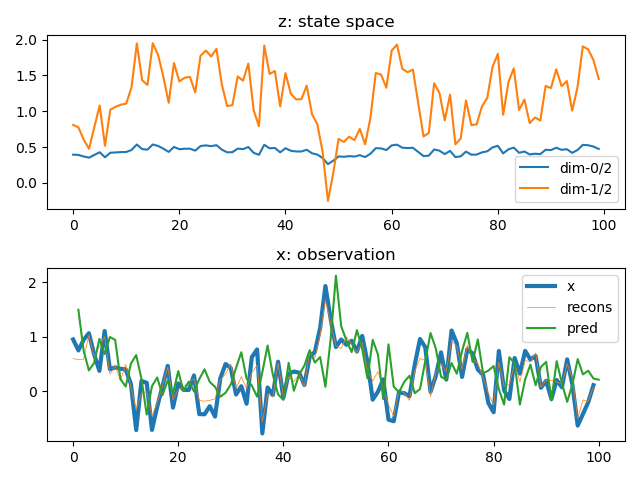 z: state space
2.0
1.5
1.0
0.5
0.0
dim-0/2
dim-1/2
0 20 40 60 80 100
x: observation
2
1
0
x
recons
pred
0 20 40 60 80 100